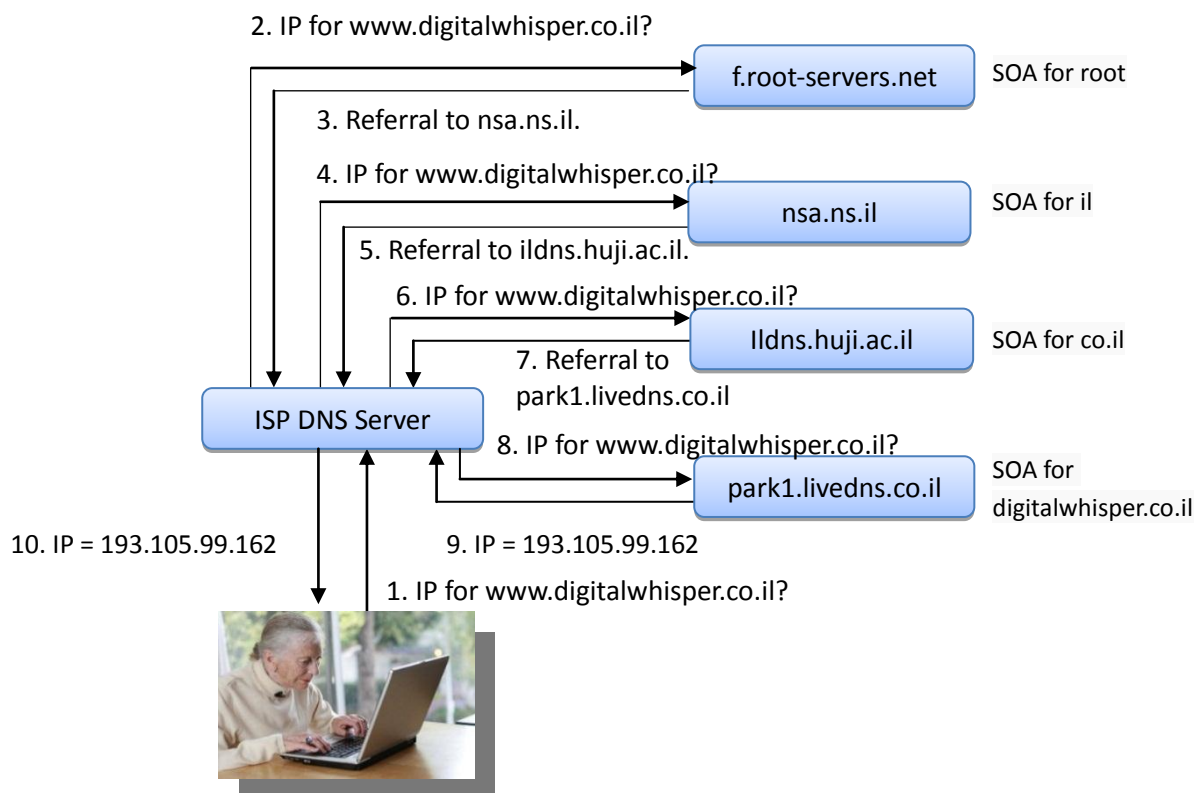 2. IP for www.digitalwhisper.co.il?
f.root-servers.net
SOA for root
3. Referral to nsa.ns.il.
4. IP for www.digitalwhisper.co.il?
nsa.ns.il
SOA for il
5. Referral to ildns.huji.ac.il.
6. IP for www.digitalwhisper.co.il?
Ildns.huji.ac.il
SOA for co.il
7. Referral to
park1.livedns.co.il
ISP DNS Server
8. IP for www.digitalwhisper.co.il?
park1.livedns.co.il
SOA for
digitalwhisper.co.il
10. IP = 193.105.99.162
9. IP = 193.105.99.162
1. IP for www.digitalwhisper.co.il?